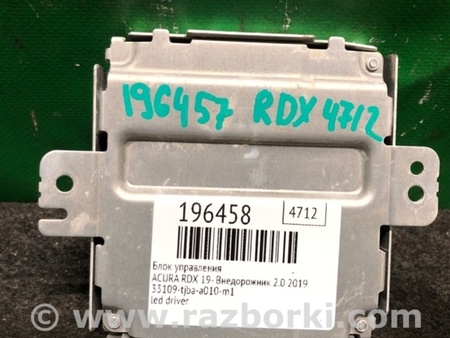 196457 RDX 4712
196458
4712
Блок управления
ACURA RDX 19- Внедорожник 2.0 2019
33109-tjba-a010-m1
led driver
www.razborki.com